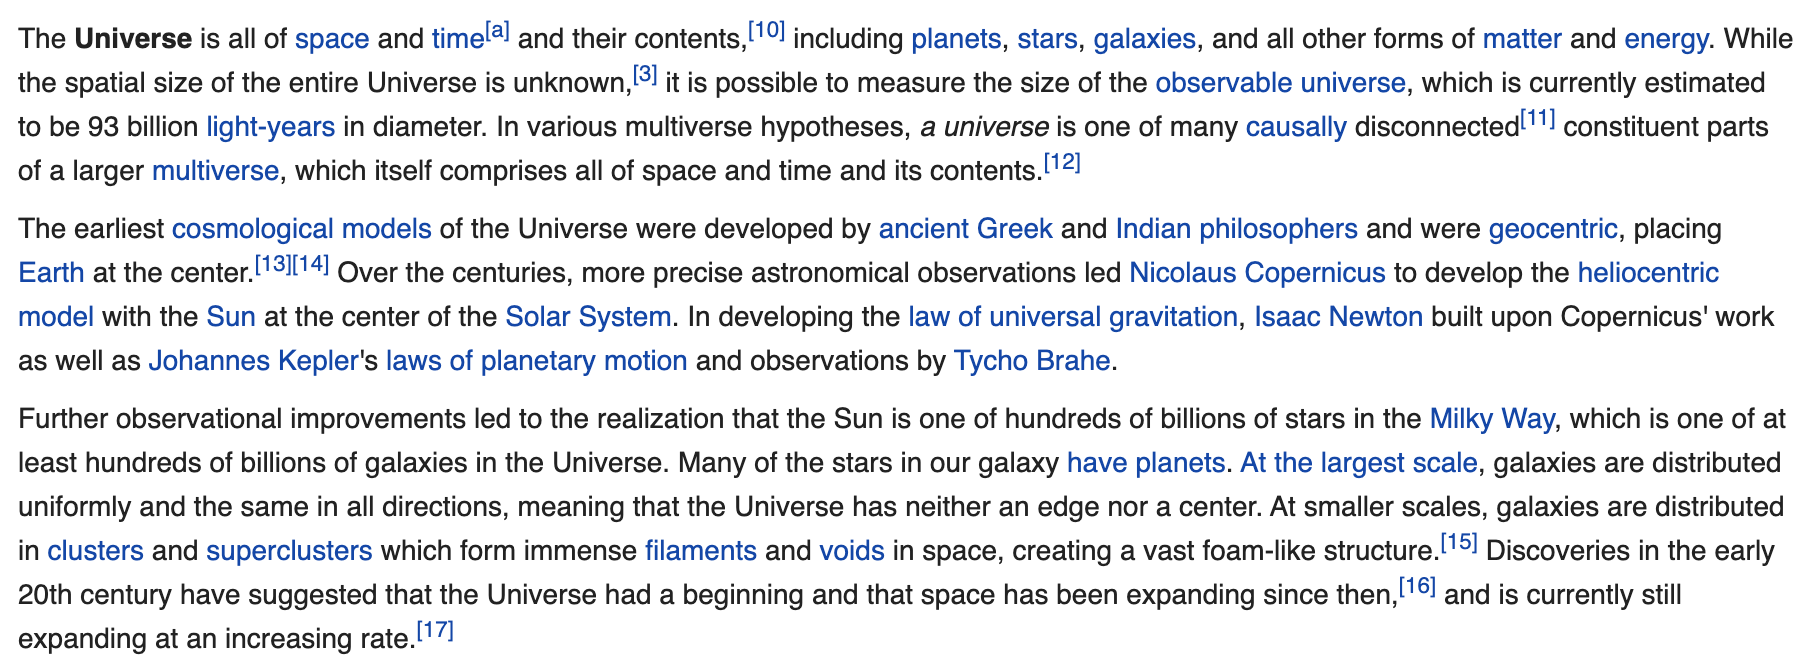 The Universe is all of space and time[a] and their contents,[10] including planets, stars, galaxies, and all other forms of matter and energy. While
the spatial size of the entire Universe is unknown,[3] it is possible to measure the size of the observable universe, which is currently estimated
to be 93 billion light-years in diameter. In various multiverse hypotheses, a universe is one of many causally disconnected[11] constituent parts
of a larger multiverse, which itself comprises all of space and time and its contents.[12]
The earliest cosmological models of the Universe were developed by ancient Greek and Indian philosophers and were geocentric, placing
Earth at the center.[13][14] Over the centuries, more precise astronomical observations led Nicolaus Copernicus to develop the heliocentric
model with the Sun at the center of the Solar System. In developing the law of universal gravitation, Isaac Newton built upon Copernicus' work
as well as Johannes Kepler's laws of planetary motion and observations by Tycho Brahe.
Further observational improvements led to the realization that the Sun is one of hundreds of billions of stars in the Milky Way, which is one of at
least hundreds of billions of galaxies in the Universe. Many of the stars in our galaxy have planets. At the largest scale, galaxies are distributed
uniformly and the same in all directions, meaning that the Universe has neither an edge nor a center. At smaller scales, galaxies are distributed
in clusters and superclusters which form immense filaments and voids in space, creating a vast foam-like structure.[15] Discoveries in the early
20th century have suggested that the Universe had a beginning and that space has been expanding since then,[16] and is currently still
expanding at an increasing rate.[17]